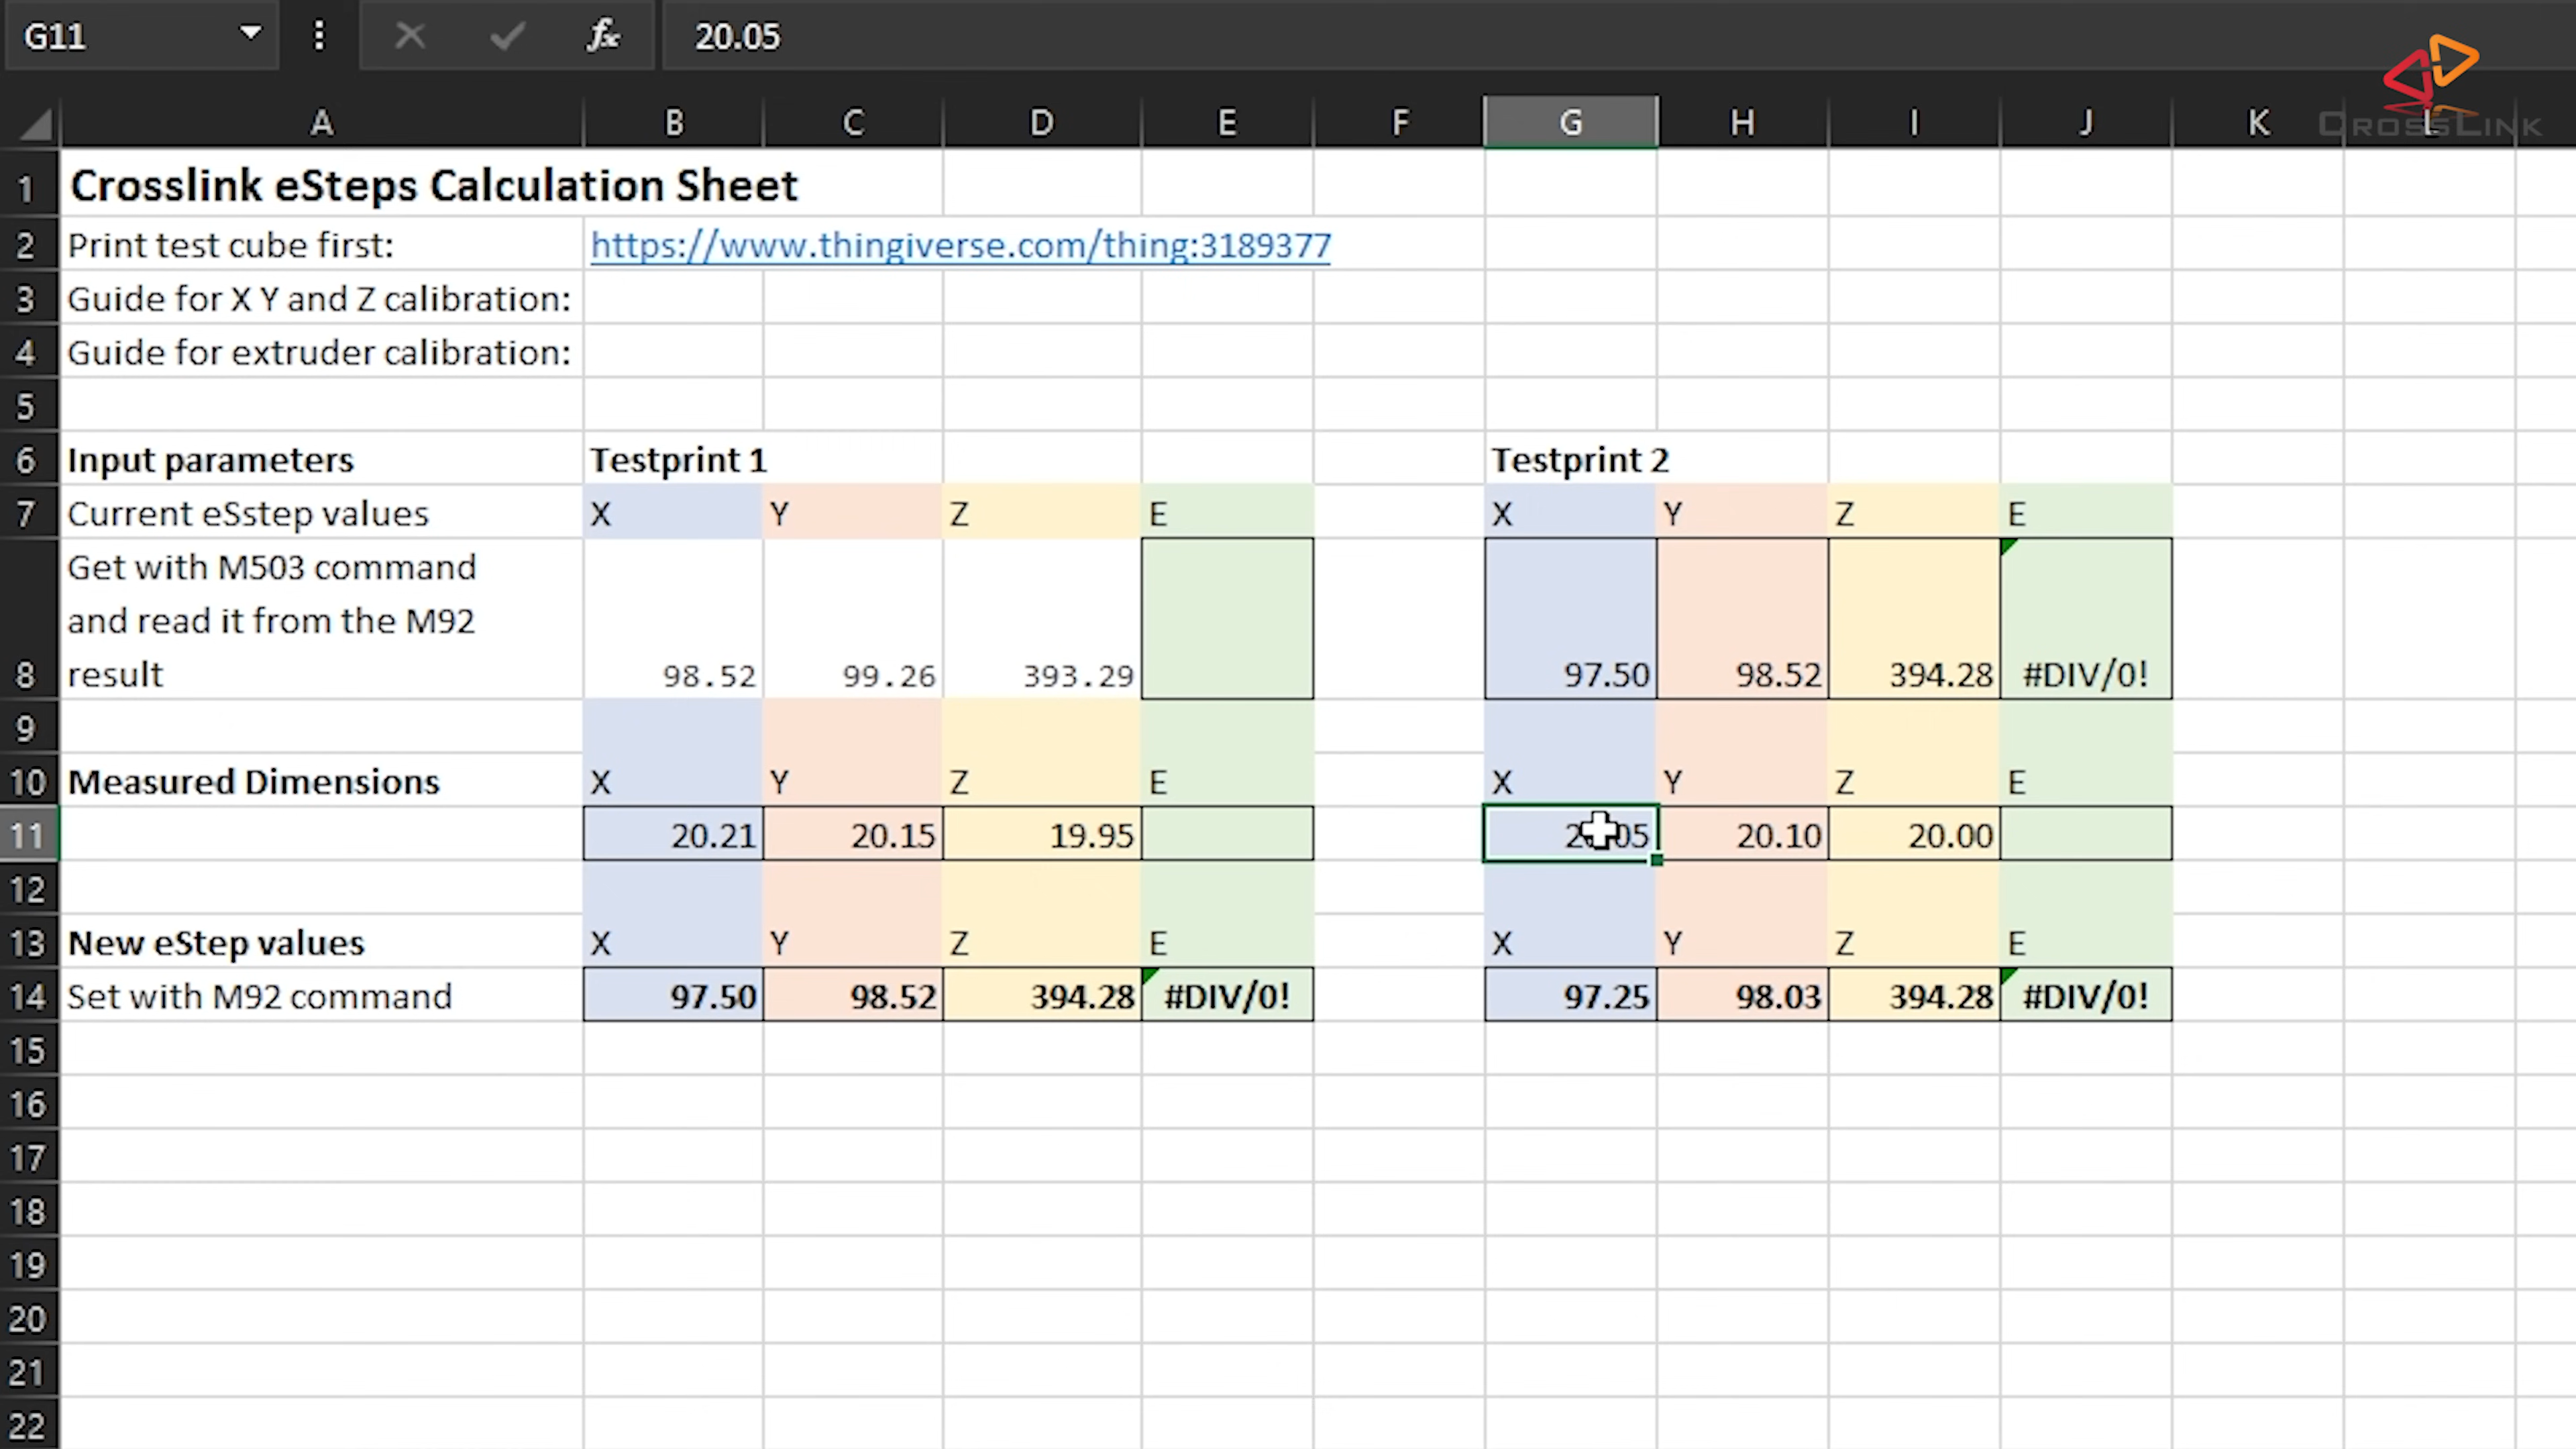 G11 fx 20.05
CROSSLINK
A B C D E F G H I J K L
1 Crosslink eSteps Calculation Sheet
2 Print test cube first: https://www.thingiverse.com/thing:3189377
3 Guide for X Y and Z calibration:
4 Guide for extruder calibration:
5
6 Input parameters Testprint 1 Testprint 2
7 Current eSstep values X Y Z E X Y Z E
Get with M503 command
and read it from the M92
8 result 98.52 99.26 393.29 97.50 98.52 394.28 #DIV/0!
9
10 Measured Dimensions X Y Z E X Y Z E
11 20.21 20.15 19.95 20.10 20.00
12
13 New eStep values X Y Z E X Y Z E
14 Set with M92 command 97.50 98.52 394.28 #DIV/0! 97.25 98.03 394.28 #DIV/0!
15
16
17
18
19
20
21
22